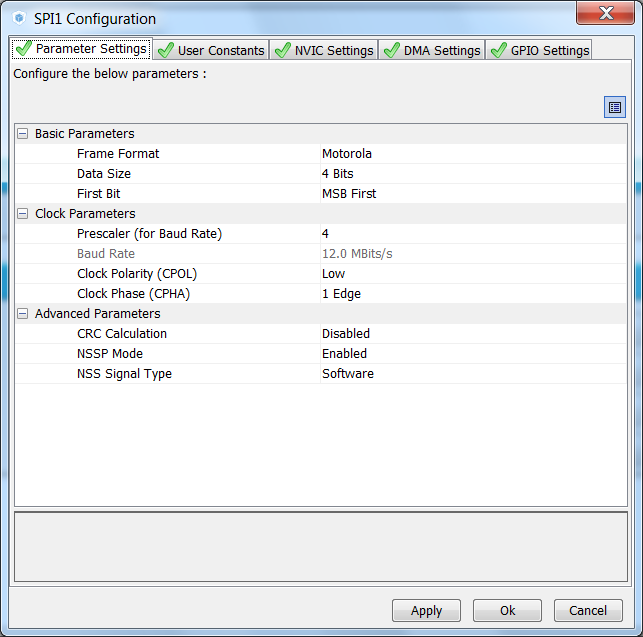 SPI1 Configuration
Parameter Settings User Constants NVIC Settings DMA Settings GPIO Settings
Configure the below parameters :
Basic Parameters
Frame Format Motorola
Data Size 4 Bits
First Bit MSB First
Clock Parameters
Prescaler (for Baud Rate) 4
Baud Rate 12.0 MBits/s
Clock Polarity (CPOL) Low
Clock Phase (CPHA) 1 Edge
Advanced Parameters
CRC Calculation Disabled
NSSP Mode Enabled
NSS Signal Type Software
Apply Ok Cancel